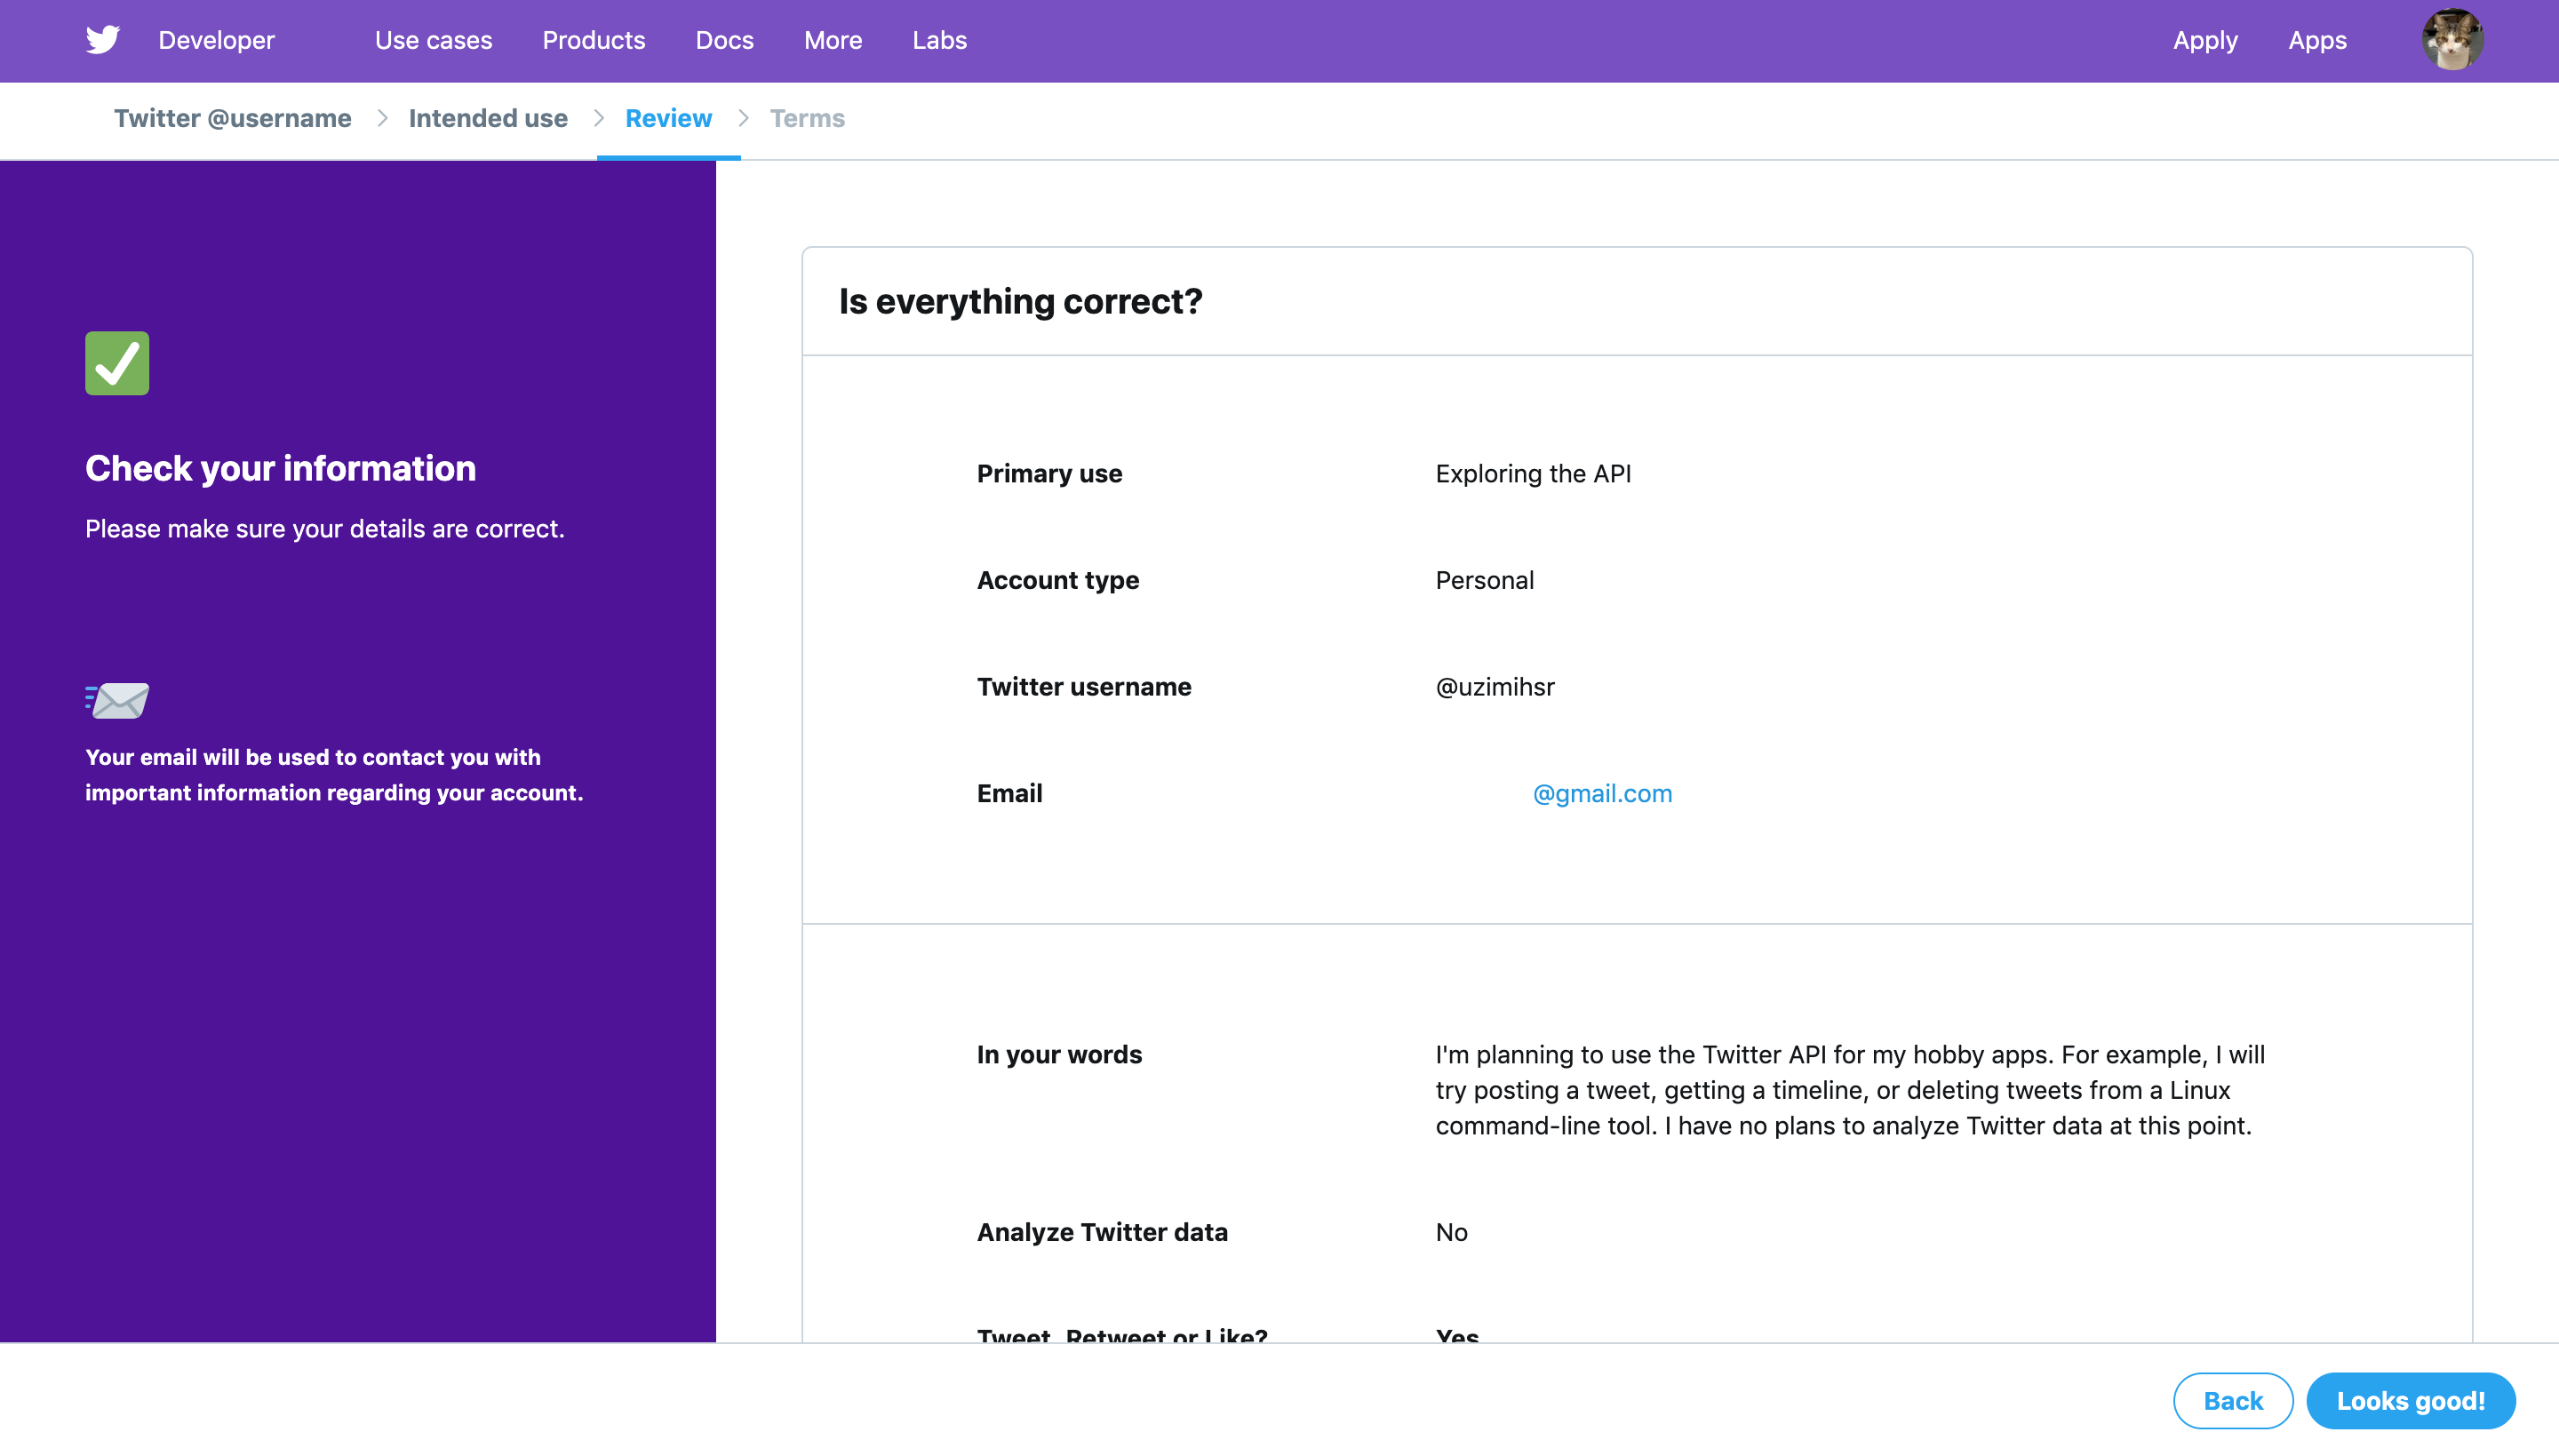 Developer
Use cases
Products
Docs
More
Labs
Apply
Apps
Twitter @username
Intended use
Review
Terms
Check your information
Please make sure your details are correct.
Your email will be used to contact you with
important information regarding your account.
Is everything correct?
Primary use
Exploring the API
Account type
Personal
Twitter username
@uzimihsr
Email
@gmail.com
In your words
I'm planning to use the Twitter API for my hobby apps. For example, I will
try posting a tweet, getting a timeline, or deleting tweets from a Linux
command-line tool. I have no plans to analyze Twitter data at this point.
Analyze Twitter data
No
Tweet, Retweet or Like?
Yes
Back
Looks good!